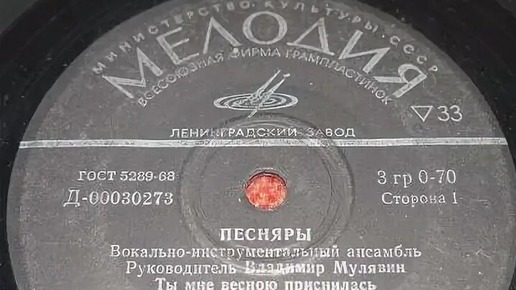 МИНИСТЕРСТВО КУЛЬТУРЫ СССР
МЕЛОДИЯ
ВСЕСОЮЗНАЯ ФИРМА ГРАМПЛАСТИНОК
▽33
ЛЕНИНГРАДСКИЙ ЗАВОД
ГОСТ 5289-68
3 гр 0-70
Д-00030273
Сторона 1
ПЕСНЯРЫ
Вокально-инструментальный ансамбль
Руководитель Владимир Мулявин
Ты мне весною приснилась